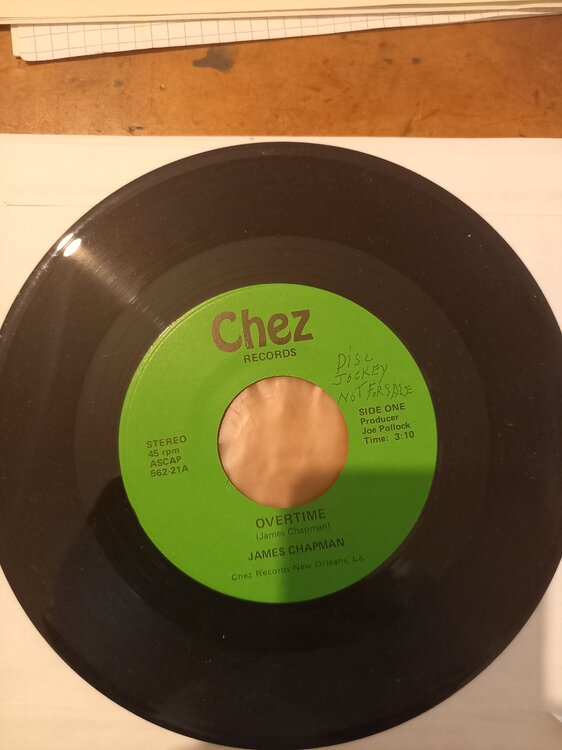 Chez
RECORDS
DISC
JOCKEY
NOT FOR SALE
SIDE ONE
Producer
Joe Pollock
Time: 3:10
STEREO
45 rpm
ASCAP
562-21A
OVERTIME
(James Chapman)
JAMES CHAPMAN
Chez Records New Orleans, La.